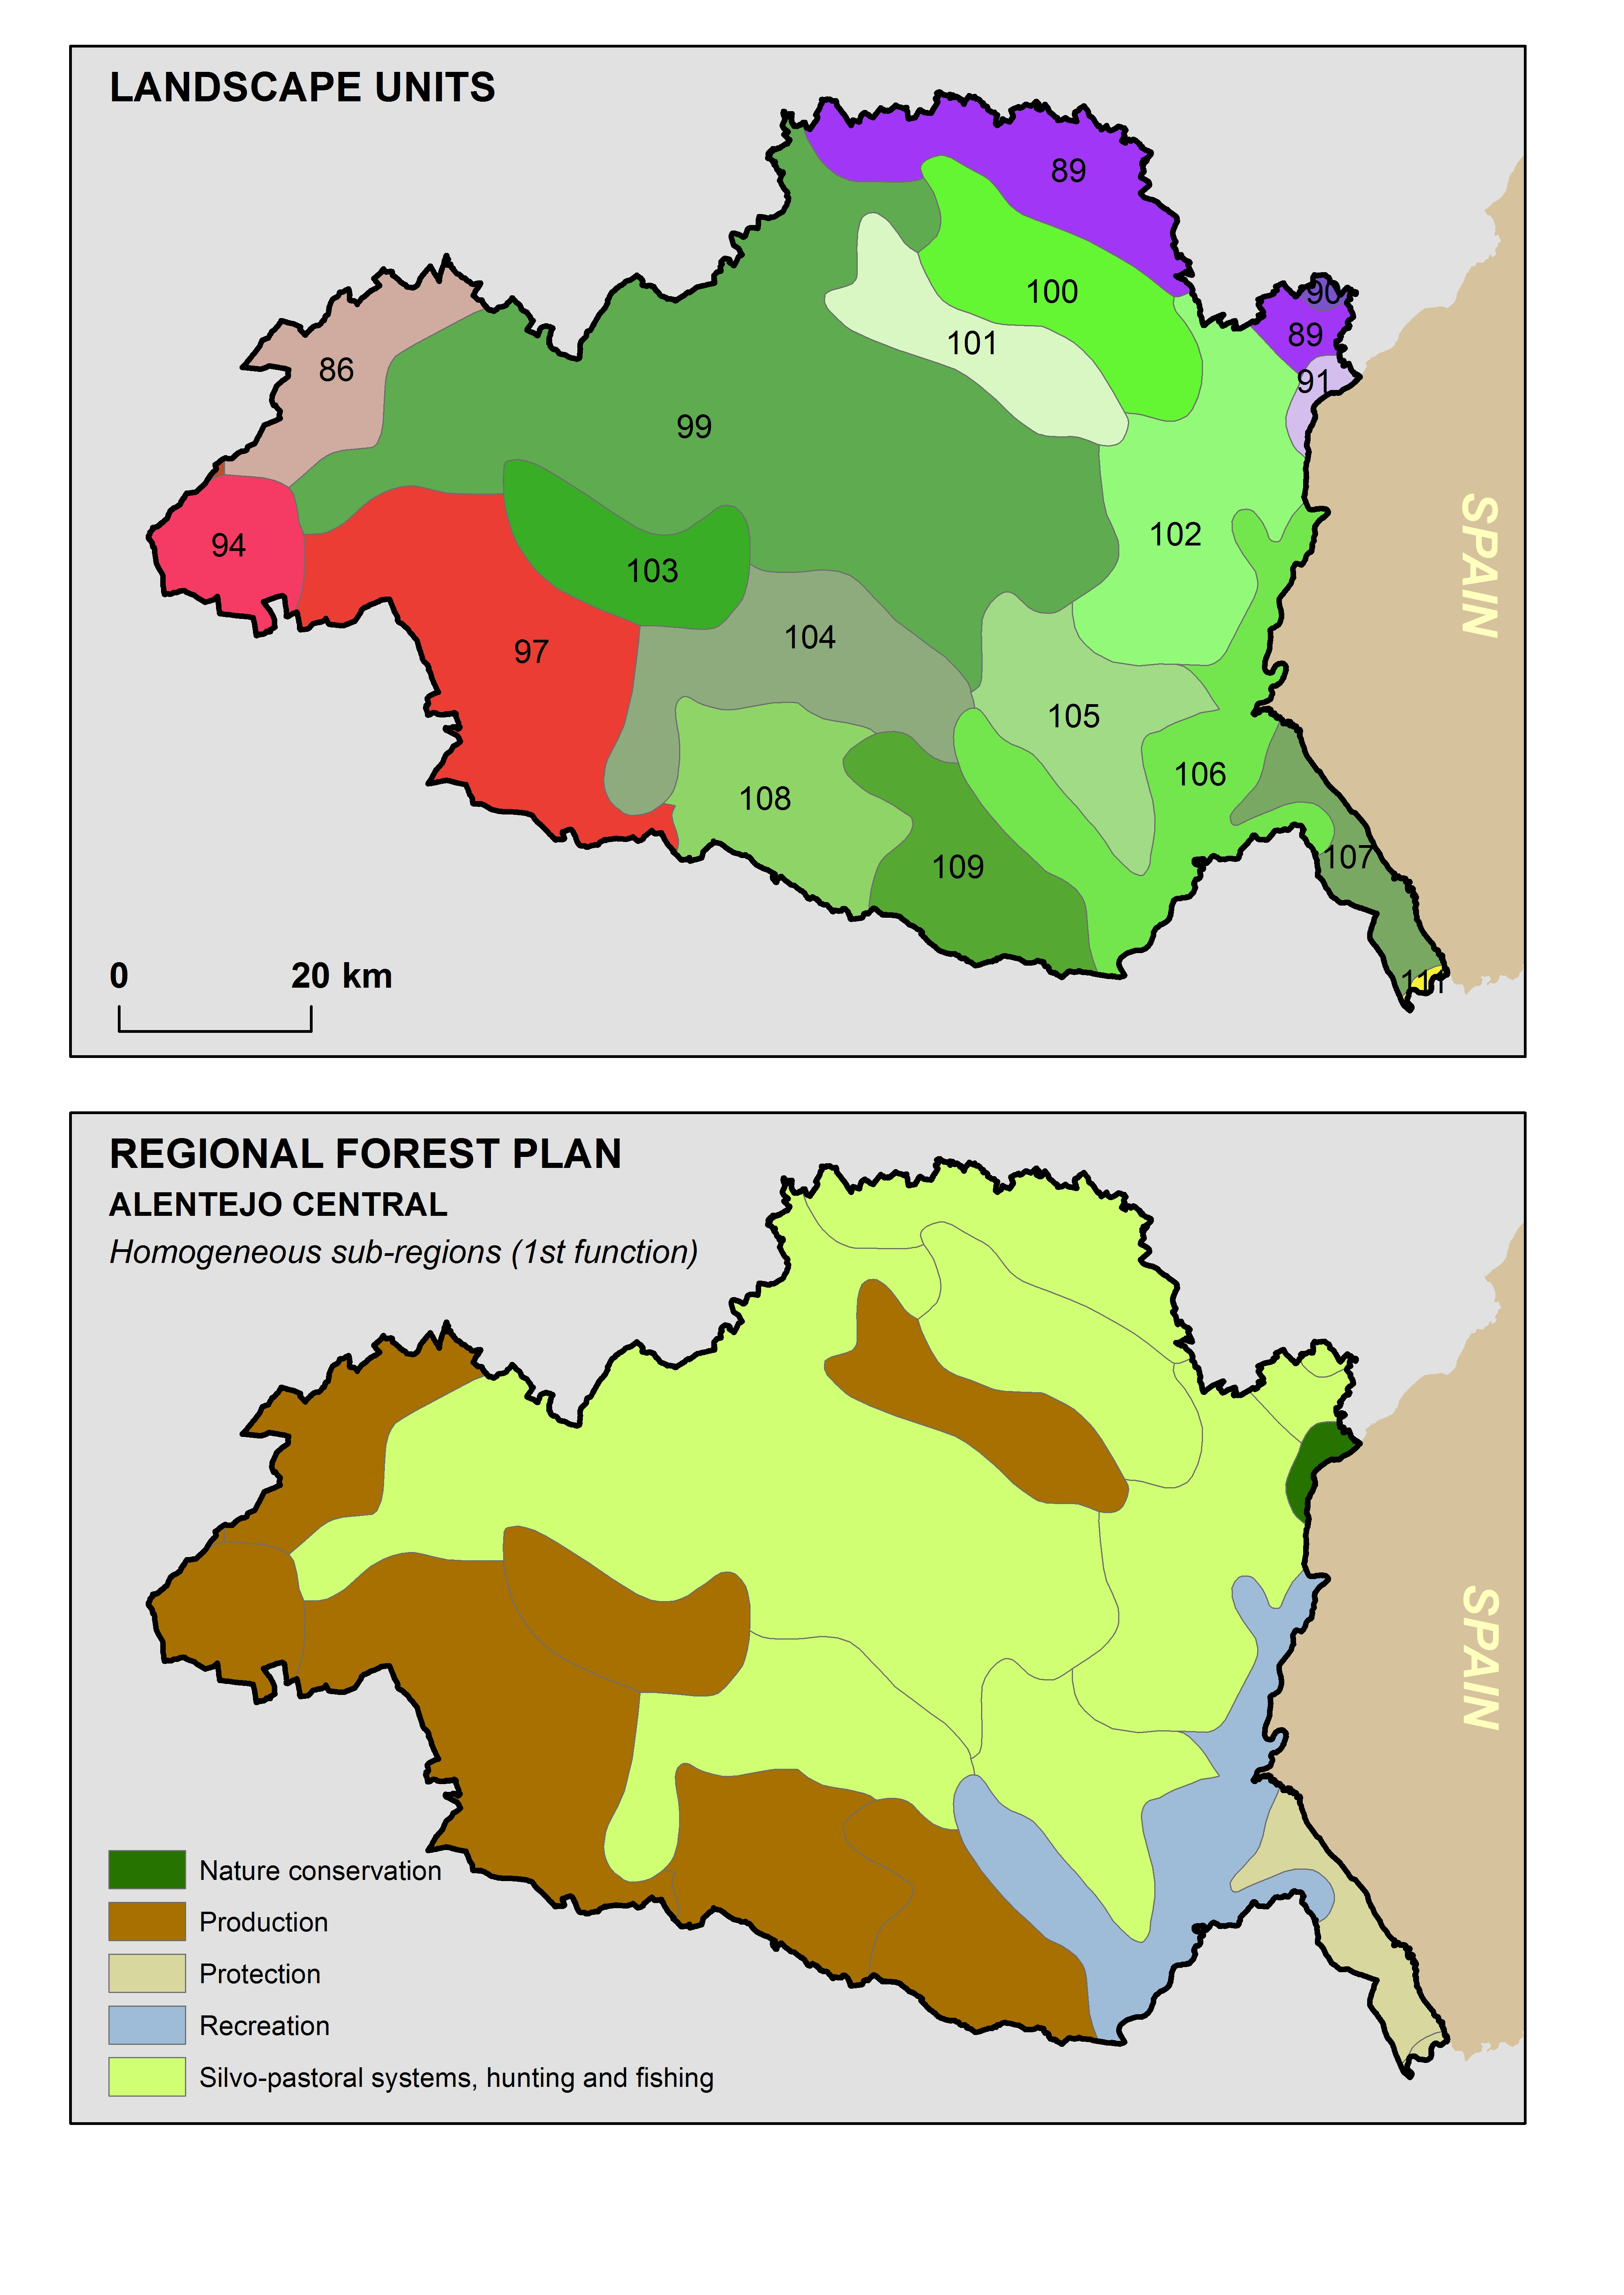 LANDSCAPE UNITS
89
90
100
89
101
86
91
99
102
94
103
104
97
105
106
108
107
109
111
SPAIN
0 20 km
REGIONAL FOREST PLAN
ALENTEJO CENTRAL
Homogeneous sub-regions (1st function)
SPAIN
Nature conservation
Production
Protection
Recreation
Silvo-pastoral systems, hunting and fishing